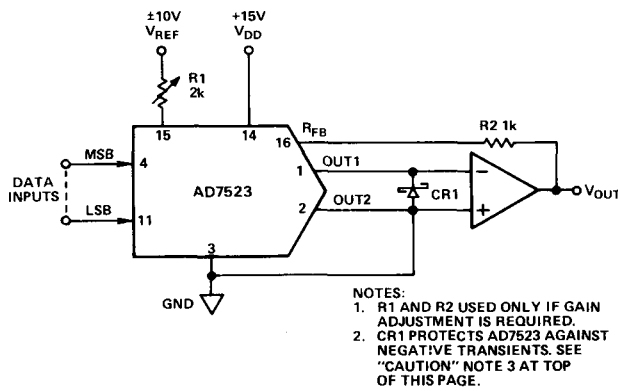 ±10V
VREF
+15V
VDD
R1
2k
15
14
16
RFB
R2 1k
MSB
4
1
OUT1
DATA
INPUTS
AD7523
CR1
−
+
VOUT
LSB
11
2
OUT2
3
GND
NOTES:
1. R1 AND R2 USED ONLY IF GAIN
ADJUSTMENT IS REQUIRED.
2. CR1 PROTECTS AD7523 AGAINST
NEGATIVE TRANSIENTS. SEE
"CAUTION" NOTE 3 AT TOP
OF THIS PAGE.